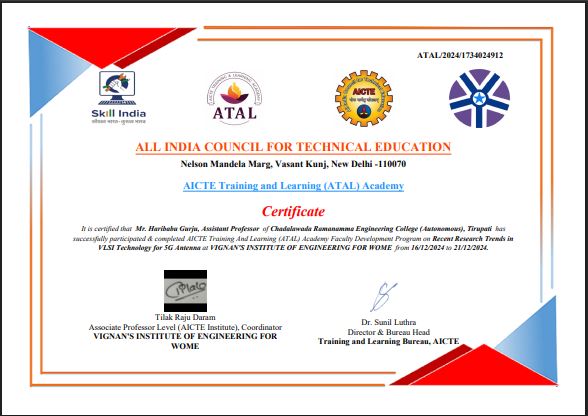 ATAL/2024/1734024912
Skill India
कौशल भारत - कुशल भारत
AICTE TRAINING & LEARNING ACADEMY
ATAL
AICTE
ALL INDIA COUNCIL FOR TECHNICAL EDUCATION
Nelson Mandela Marg, Vasant Kunj, New Delhi -110070
AICTE Training and Learning (ATAL) Academy
Certificate
It is certified that Mr. Haribabu Gurju, Assistant Professor of Chadalawada Ramanamma Engineering College (Autonomous), Tirupati has
successfully participated & completed AICTE Training And Learning (ATAL) Academy Faculty Development Program on Recent Research Trends in
VLSI Technology for 5G Antenna at VIGNAN'S INSTITUTE OF ENGINEERING FOR WOME from 16/12/2024 to 21/12/2024.
Tilak Raju Daram
Associate Professor Level (AICTE Institute), Coordinator
VIGNAN'S INSTITUTE OF ENGINEERING FOR
WOME
Dr. Sunil Luthra
Director & Bureau Head
Training and Learning Bureau, AICTE